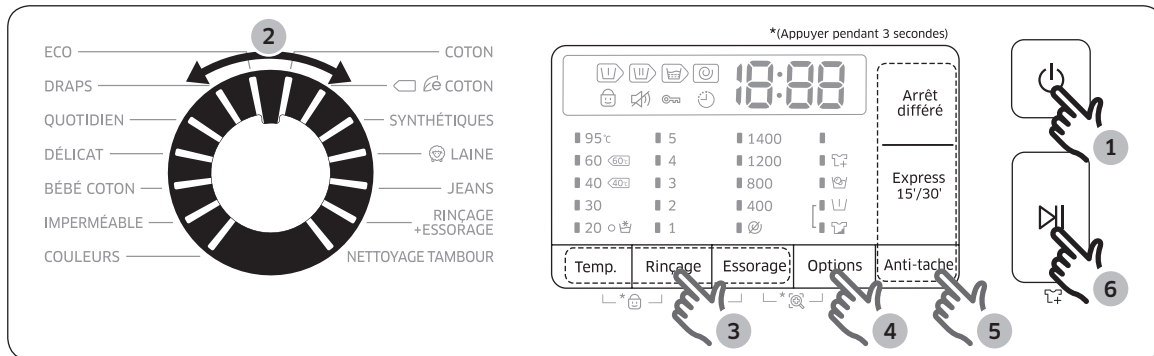 *(Appuyer pendant 3 secondes)
2
ECO
DRAPS
QUOTIDIEN
DÉLICAT
BÉBÉ COTON
IMPERMÉABLE
COULEURS
COTON
COTON
SYNTHÉTIQUES
LAINE
JEANS
RINÇAGE
+ESSORAGE
NETTOYAGE TAMBOUR
18:88
95℃ 5 1400
60 60℃ 4 1200
40 40℃ 3 800
30 2 400
20 1
Arrêt
différé
Express
15'/30'
Temp. Rinçage Essorage Options Anti-tache
* *
1
3
4
5
6